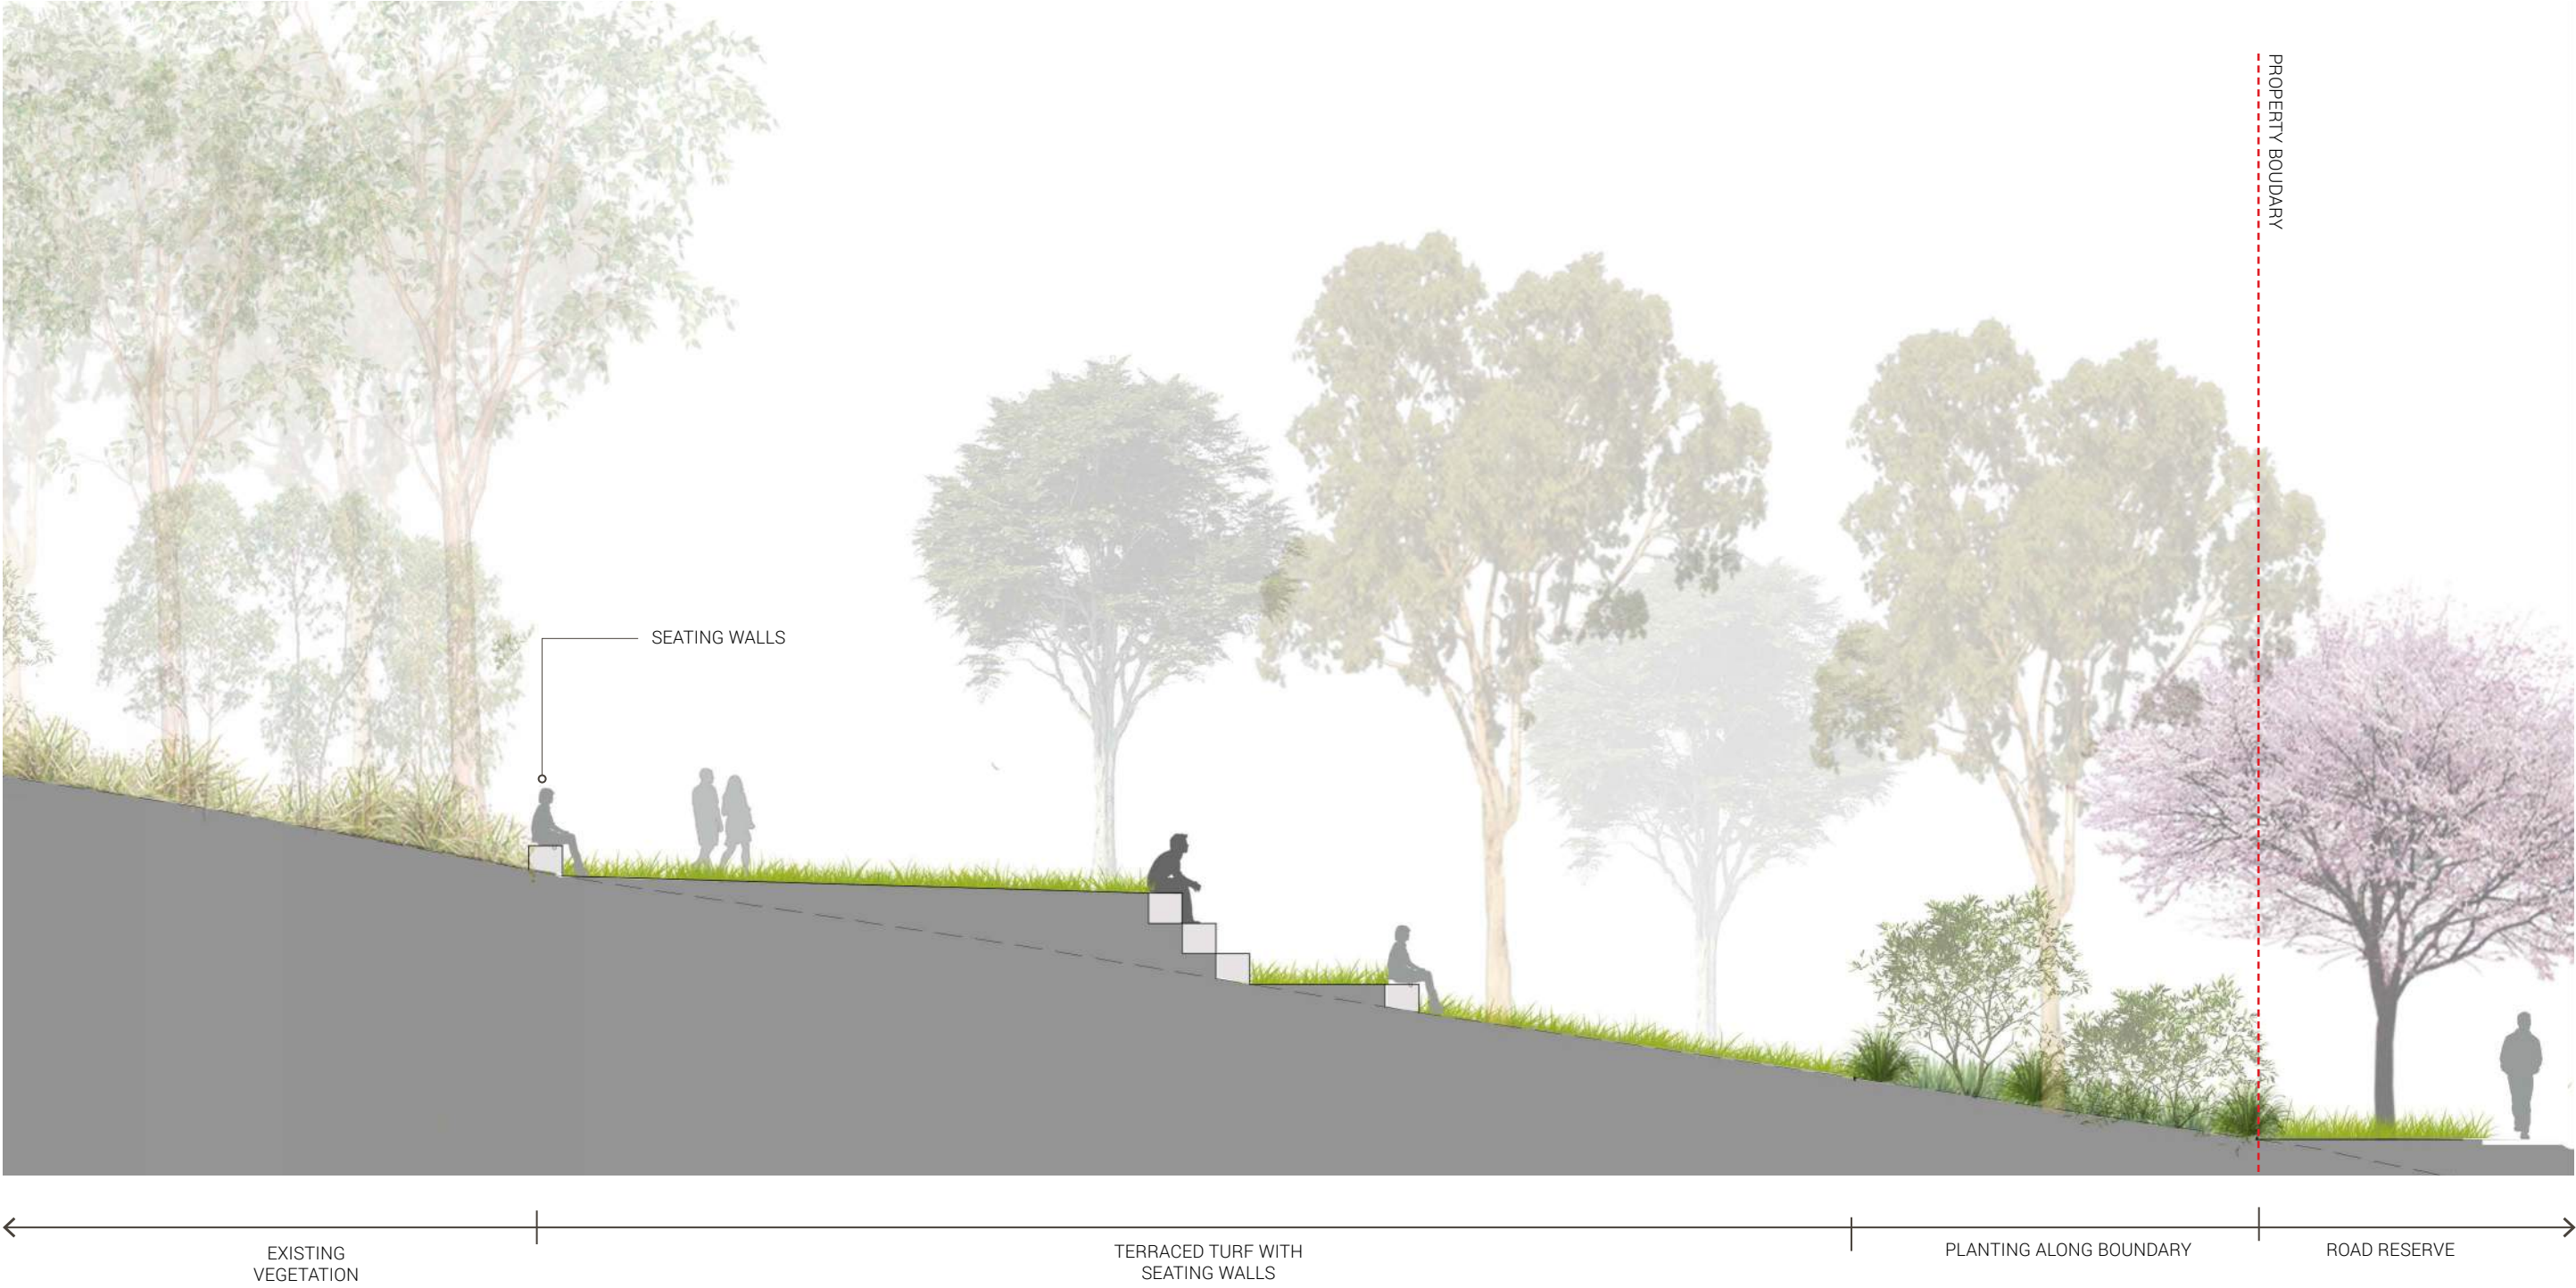 PROPERTY BOUDARY
SEATING WALLS
EXISTING
VEGETATION
TERRACED TURF WITH
SEATING WALLS
PLANTING ALONG BOUNDARY
ROAD RESERVE